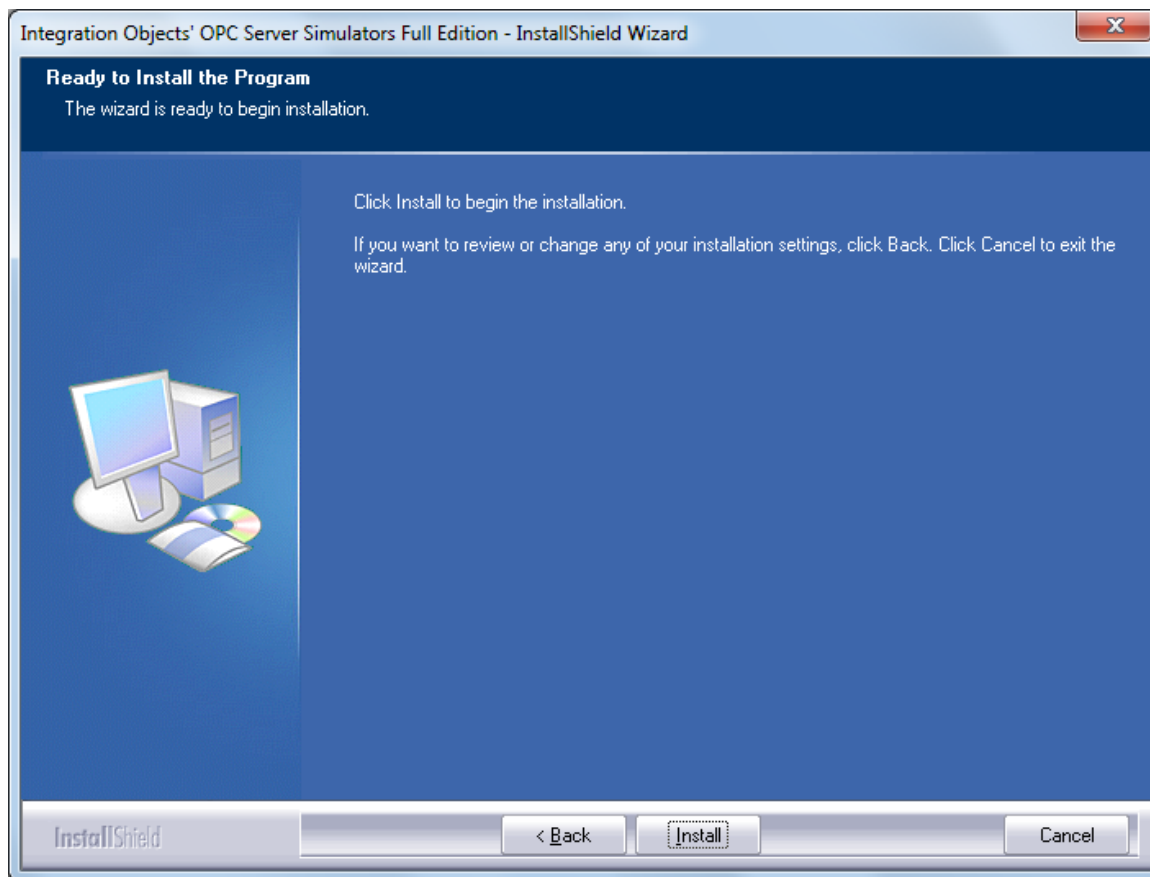 Integration Objects' OPC Server Simulators Full Edition - InstallShield Wizard
Ready to Install the Program
The wizard is ready to begin installation.
Click Install to begin the installation.
If you want to review or change any of your installation settings, click Back. Click Cancel to exit the
wizard.
InstallShield
< Back
Install
Cancel